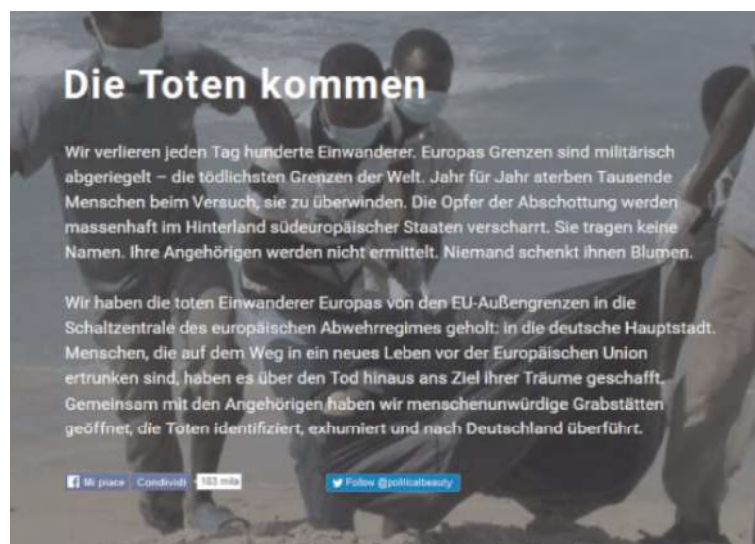 Die Toten kommen
Wir verlieren jeden Tag hunderte Einwanderer. Europas Grenzen sind militärisch
abgeriegelt – die tödlichsten Grenzen der Welt. Jahr für Jahr sterben Tausende
Menschen beim Versuch, sie zu überwinden. Die Opfer der Abschottung werden
massenhaft im Hinterland südeuropäischer Staaten verscharrt. Sie tragen keine
Namen. Ihre Angehörigen werden nicht ermittelt. Niemand schenkt ihnen Blumen.
Wir haben die toten Einwanderer Europas von den EU-Außengrenzen in die
Schaltzentrale des europäischen Abwehrregimes geholt: in die deutsche Hauptstadt.
Menschen, die auf dem Weg in ein neues Leben vor der Europäischen Union
ertrunken sind, haben es über den Tod hinaus ans Ziel ihrer Träume geschafft.
Gemeinsam mit den Angehörigen haben wir menschenunwürdige Grabstätten
geöffnet, die Toten identifiziert, exhumiert und nach Deutschland überführt.
Mi piace Condividi 103 mila Follow @politicalbeauty